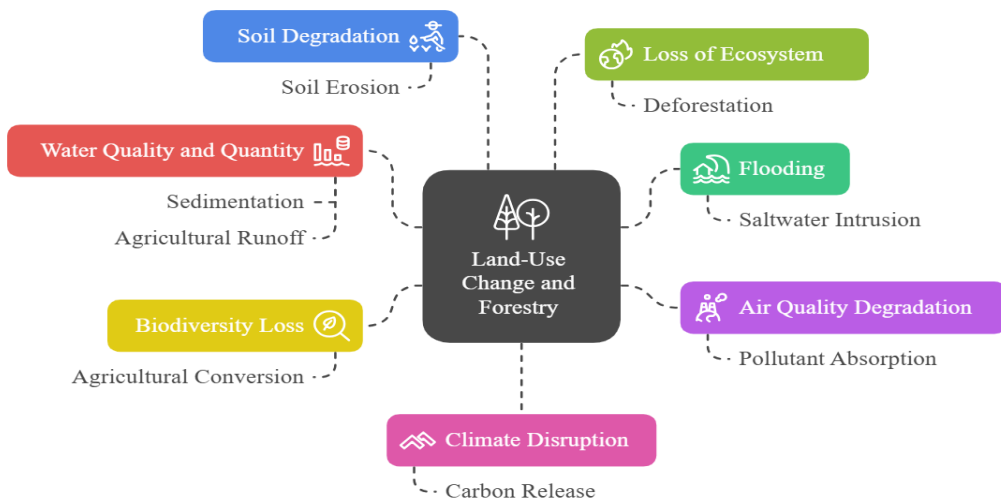 Soil Degradation
Soil Erosion
Loss of Ecosystem
Deforestation
Water Quality and Quantity
Sedimentation
Agricultural Runoff
Flooding
Saltwater Intrusion
Land-Use
Change and
Forestry
Biodiversity Loss
Agricultural Conversion
Air Quality Degradation
Pollutant Absorption
Climate Disruption
Carbon Release